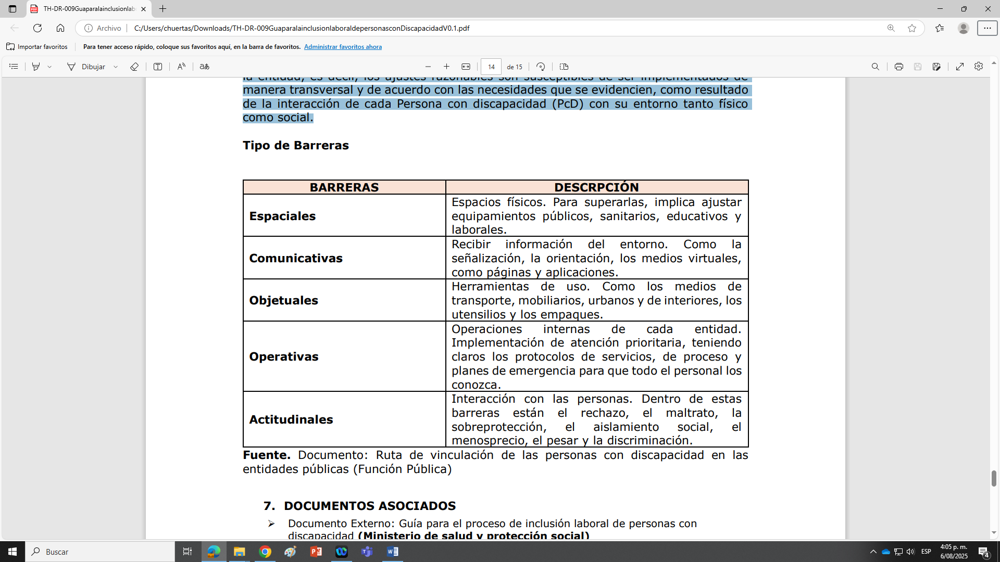 TH-DR-009Guaparalainclusionlab
Archivo
C:/Users/chuertas/Downloads/TH-DR-009GuaparalainclusionlaboraldepersonasconDiscapacidadV0.1.pdf
Importar favoritos
Para tener acceso rápido, coloque sus favoritos aquí, en la barra de favoritos. Administrar favoritos ahora
Dibujar
14 de 15
la entidad, es decir, los ajustes razonables son susceptibles de ser implementados de
manera transversal y de acuerdo con las necesidades que se evidencien, como resultado
de la interacción de cada Persona con discapacidad (PcD) con su entorno tanto físico
como social.
Tipo de Barreras
BARRERAS DESCRPCIÓN
Espaciales
Espacios físicos. Para superarlas, implica ajustar
equipamientos públicos, sanitarios, educativos y
laborales.
Comunicativas
Recibir información del entorno. Como la
señalización, la orientación, los medios virtuales,
como páginas y aplicaciones.
Objetuales
Herramientas de uso. Como los medios de
transporte, mobiliarios, urbanos y de interiores, los
utensilios y los empaques.
Operativas
Operaciones internas de cada entidad.
Implementación de atención prioritaria, teniendo
claros los protocolos de servicios, de proceso y
planes de emergencia para que todo el personal los
conozca.
Actitudinales
Interacción con las personas. Dentro de estas
barreras están el rechazo, el maltrato, la
sobreprotección, el aislamiento social, el
menosprecio, el pesar y la discriminación.
Fuente. Documento: Ruta de vinculación de las personas con discapacidad en las
entidades públicas (Función Pública)
7. DOCUMENTOS ASOCIADOS
➢ Documento Externo: Guía para el proceso de inclusión laboral de personas con
discapacidad (Ministerio de salud y protección social)
Buscar
ESP
4:05 p. m.
6/08/2025
4